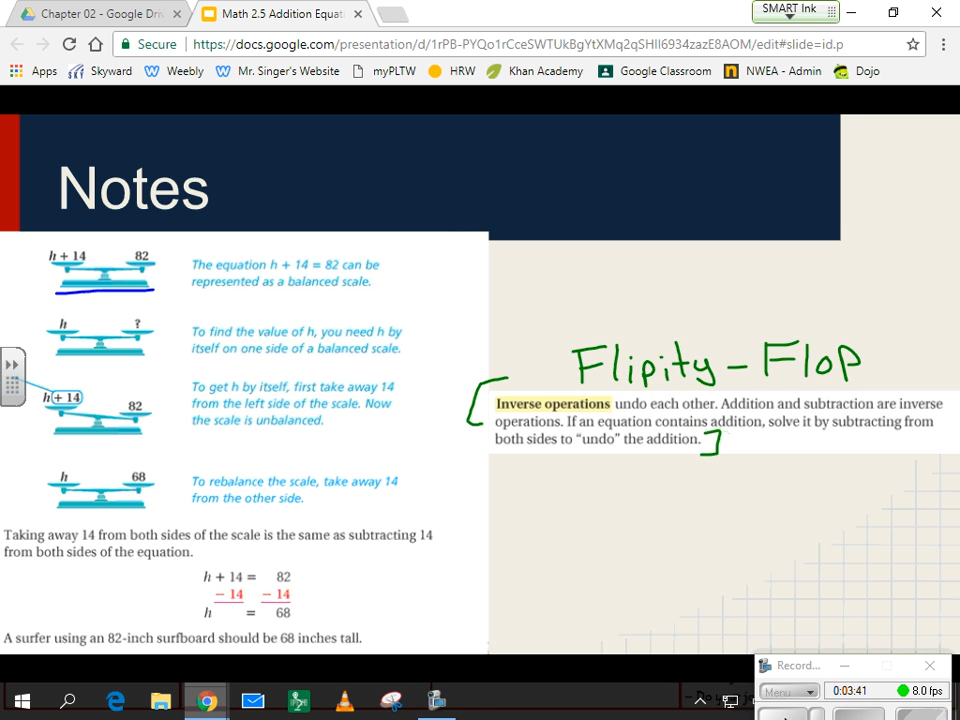 Chapter 02 - Google Driv
Math 2.5 Addition Equat
SMART Ink
Secure
https://docs.google.com/presentation/d/1rPB-PYQo1rCceSWTUkBgYtXMq2qSHlI6934zazE8AOM/edit#slide=id.p
Apps
Skyward
Weebly
Mr. Singer's Website
myPLTW
HRW
Khan Academy
Google Classroom
NWEA - Admin
Dojo
Notes
h + 14 82
The equation h + 14 = 82 can be
represented as a balanced scale.
h ?
To find the value of h, you need h by
itself on one side of a balanced scale.
h + 14 82
To get h by itself, first take away 14
from the left side of the scale. Now
the scale is unbalanced.
h 68
To rebalance the scale, take away 14
from the other side.
Taking away 14 from both sides of the scale is the same as subtracting 14
from both sides of the equation.
h + 14 = 82
− 14 − 14
h = 68
A surfer using an 82-inch surfboard should be 68 inches tall.
Flipity - Flop
Inverse operations undo each other. Addition and subtraction are inverse
operations. If an equation contains addition, solve it by subtracting from
both sides to “undo” the addition.
Record...
Menu
0:03:41
8.0 fps